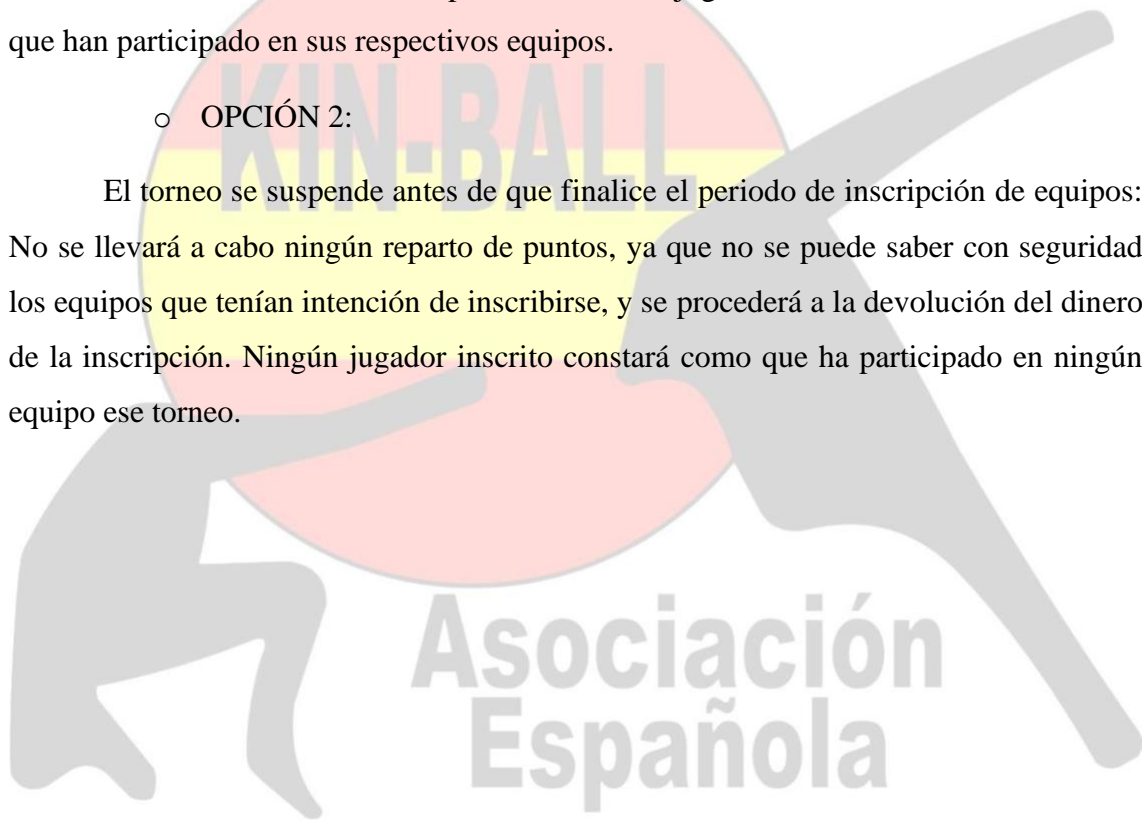 que han participado en sus respectivos equipos.
o OPCIÓN 2:
El torneo se suspende antes de que finalice el periodo de inscripción de equipos:
No se llevará a cabo ningún reparto de puntos, ya que no se puede saber con seguridad
los equipos que tenían intención de inscribirse, y se procederá a la devolución del dinero
de la inscripción. Ningún jugador inscrito constará como que ha participado en ningún
equipo ese torneo.
KIN-BALL
Asociación
Española